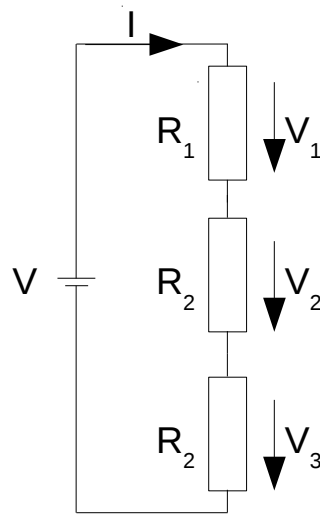 I
R₁ V₁
V R₂ V₂
R₂ V₃